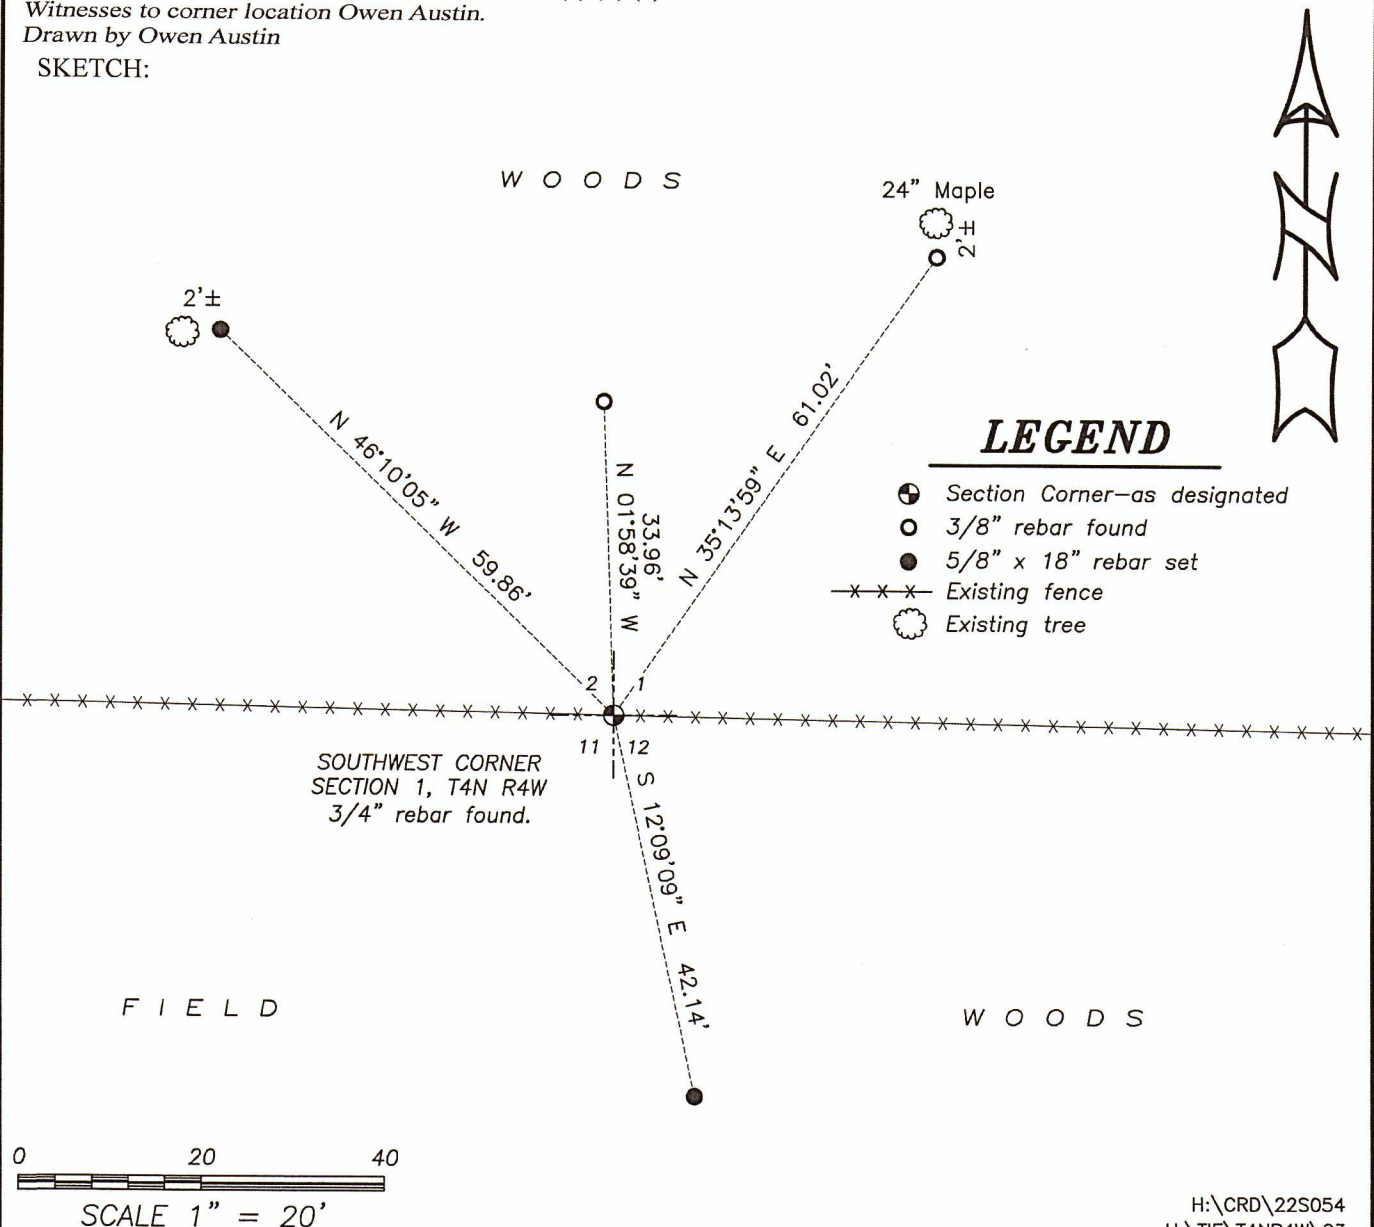 Witnesses to corner location Owen Austin.
Drawn by Owen Austin
SKETCH:
W O O D S
24" Maple
2'±
2'±
N 46°10'05" W 59.86'
N 01°58'39" W
33.96'
N 35°13'59" E 61.02'
N
LEGEND
Section Corner–as designated
3/8" rebar found
5/8" x 18" rebar set
Existing fence
Existing tree
2 1
11 12
SOUTHWEST CORNER
SECTION 1, T4N R4W
3/4" rebar found.
S 12°09'09" E 42.14'
F I E L D
W O O D S
0 20 40
SCALE 1" = 20'
H:\CRD\22S054